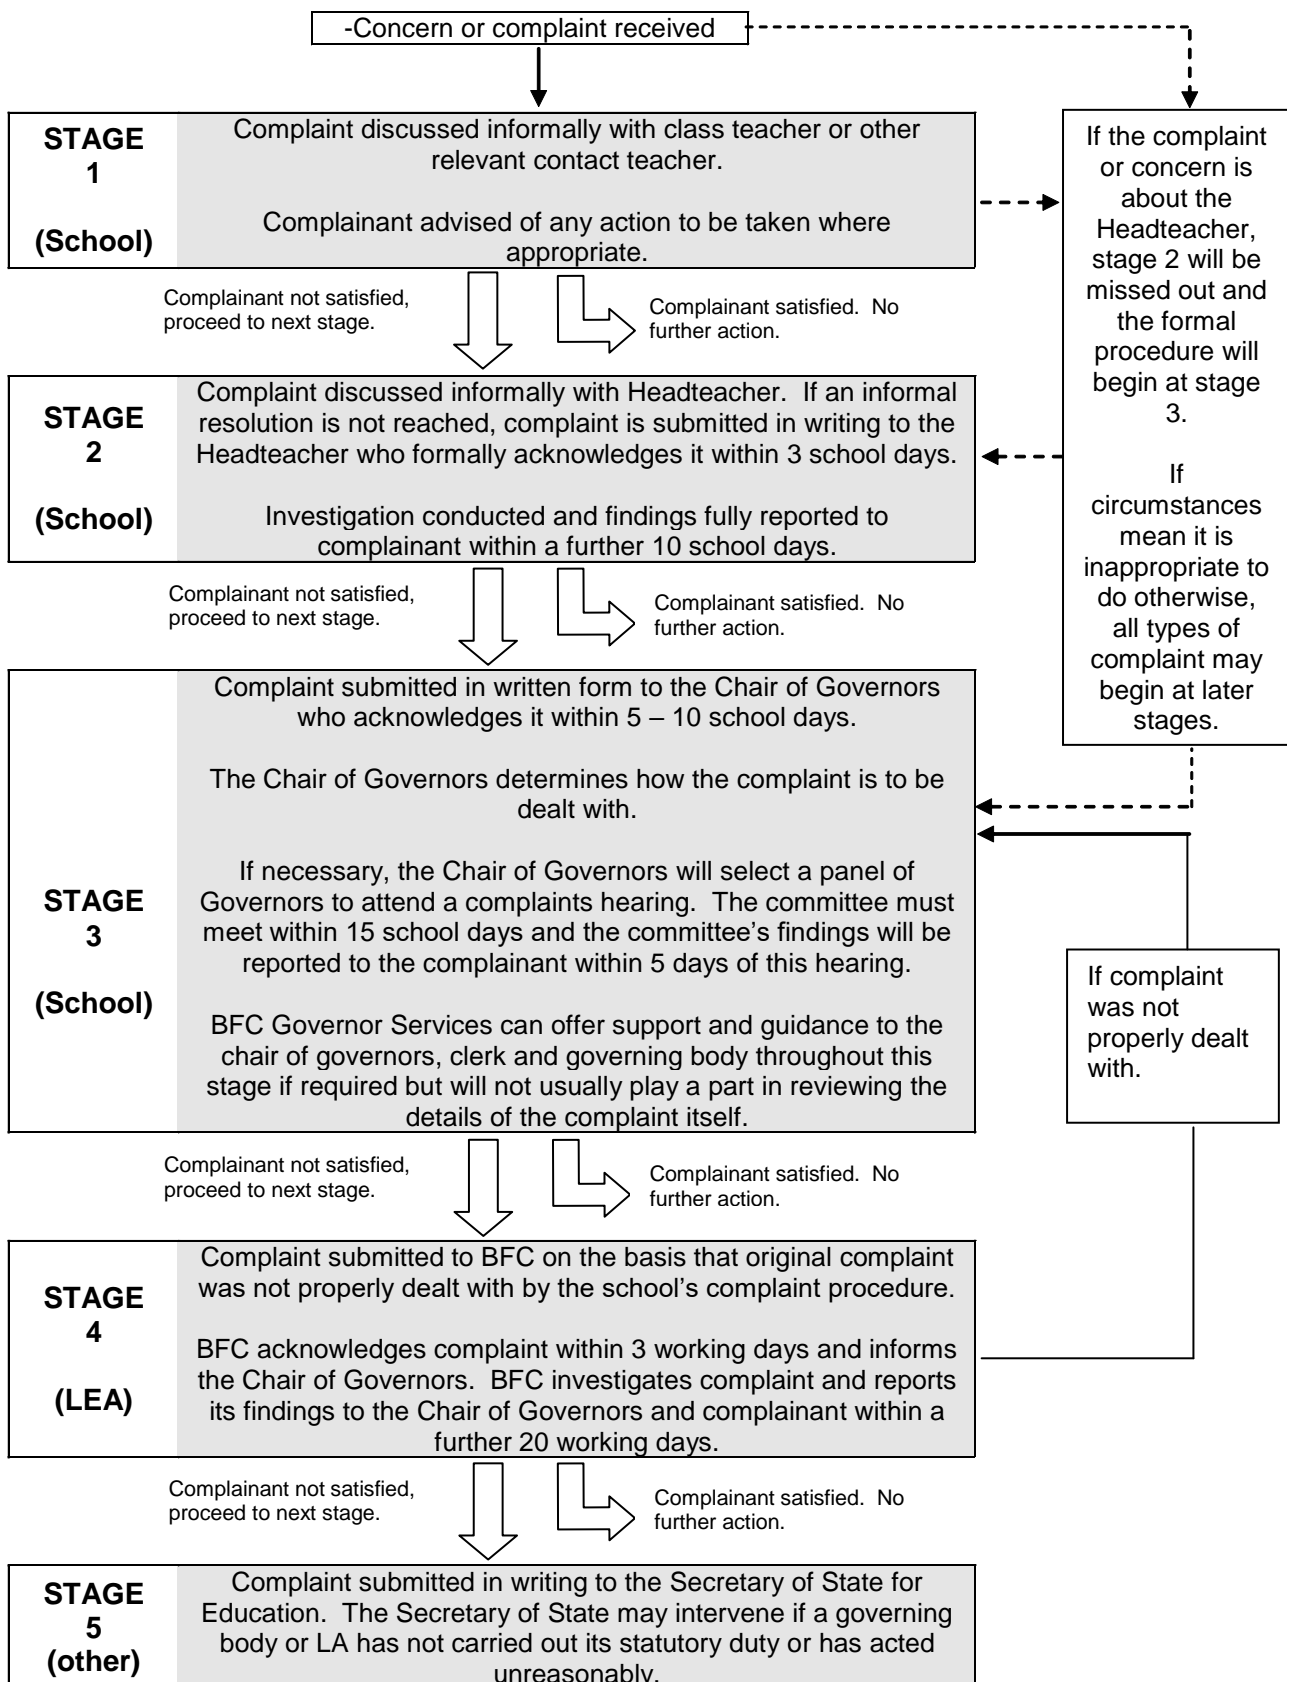 -Concern or complaint received
STAGE
1
(School)
Complaint discussed informally with class teacher or other
relevant contact teacher.
Complainant advised of any action to be taken where
appropriate.
If the complaint
or concern is
about the
Headteacher,
stage 2 will be
missed out and
the formal
procedure will
begin at stage
3.
If
circumstances
mean it is
inappropriate to
do otherwise,
all types of
complaint may
begin at later
stages.
Complainant not satisfied,
proceed to next stage.
Complainant satisfied.  No
further action.
STAGE
2
(School)
Complaint discussed informally with Headteacher.  If an informal
resolution is not reached, complaint is submitted in writing to the
Headteacher who formally acknowledges it within 3 school days.
Investigation conducted and findings fully reported to
complainant within a further 10 school days.
Complainant not satisfied,
proceed to next stage.
Complainant satisfied.  No
further action.
STAGE
3
(School)
Complaint submitted in written form to the Chair of Governors
who acknowledges it within 5 – 10 school days.
The Chair of Governors determines how the complaint is to be
dealt with.
If necessary, the Chair of Governors will select a panel of
Governors to attend a complaints hearing.  The committee must
meet within 15 school days and the committee's findings will be
reported to the complainant within 5 days of this hearing.
BFC Governor Services can offer support and guidance to the
chair of governors, clerk and governing body throughout this
stage if required but will not usually play a part in reviewing the
details of the complaint itself.
If complaint
was not
properly dealt
with.
Complainant not satisfied,
proceed to next stage.
Complainant satisfied.  No
further action.
STAGE
4
(LEA)
Complaint submitted to BFC on the basis that original complaint
was not properly dealt with by the school's complaint procedure.
BFC acknowledges complaint within 3 working days and informs
the Chair of Governors.  BFC investigates complaint and reports
its findings to the Chair of Governors and complainant within a
further 20 working days.
Complainant not satisfied,
proceed to next stage.
Complainant satisfied.  No
further action.
STAGE
5
(other)
Complaint submitted in writing to the Secretary of State for
Education.  The Secretary of State may intervene if a governing
body or LA has not carried out its statutory duty or has acted
unreasonably.